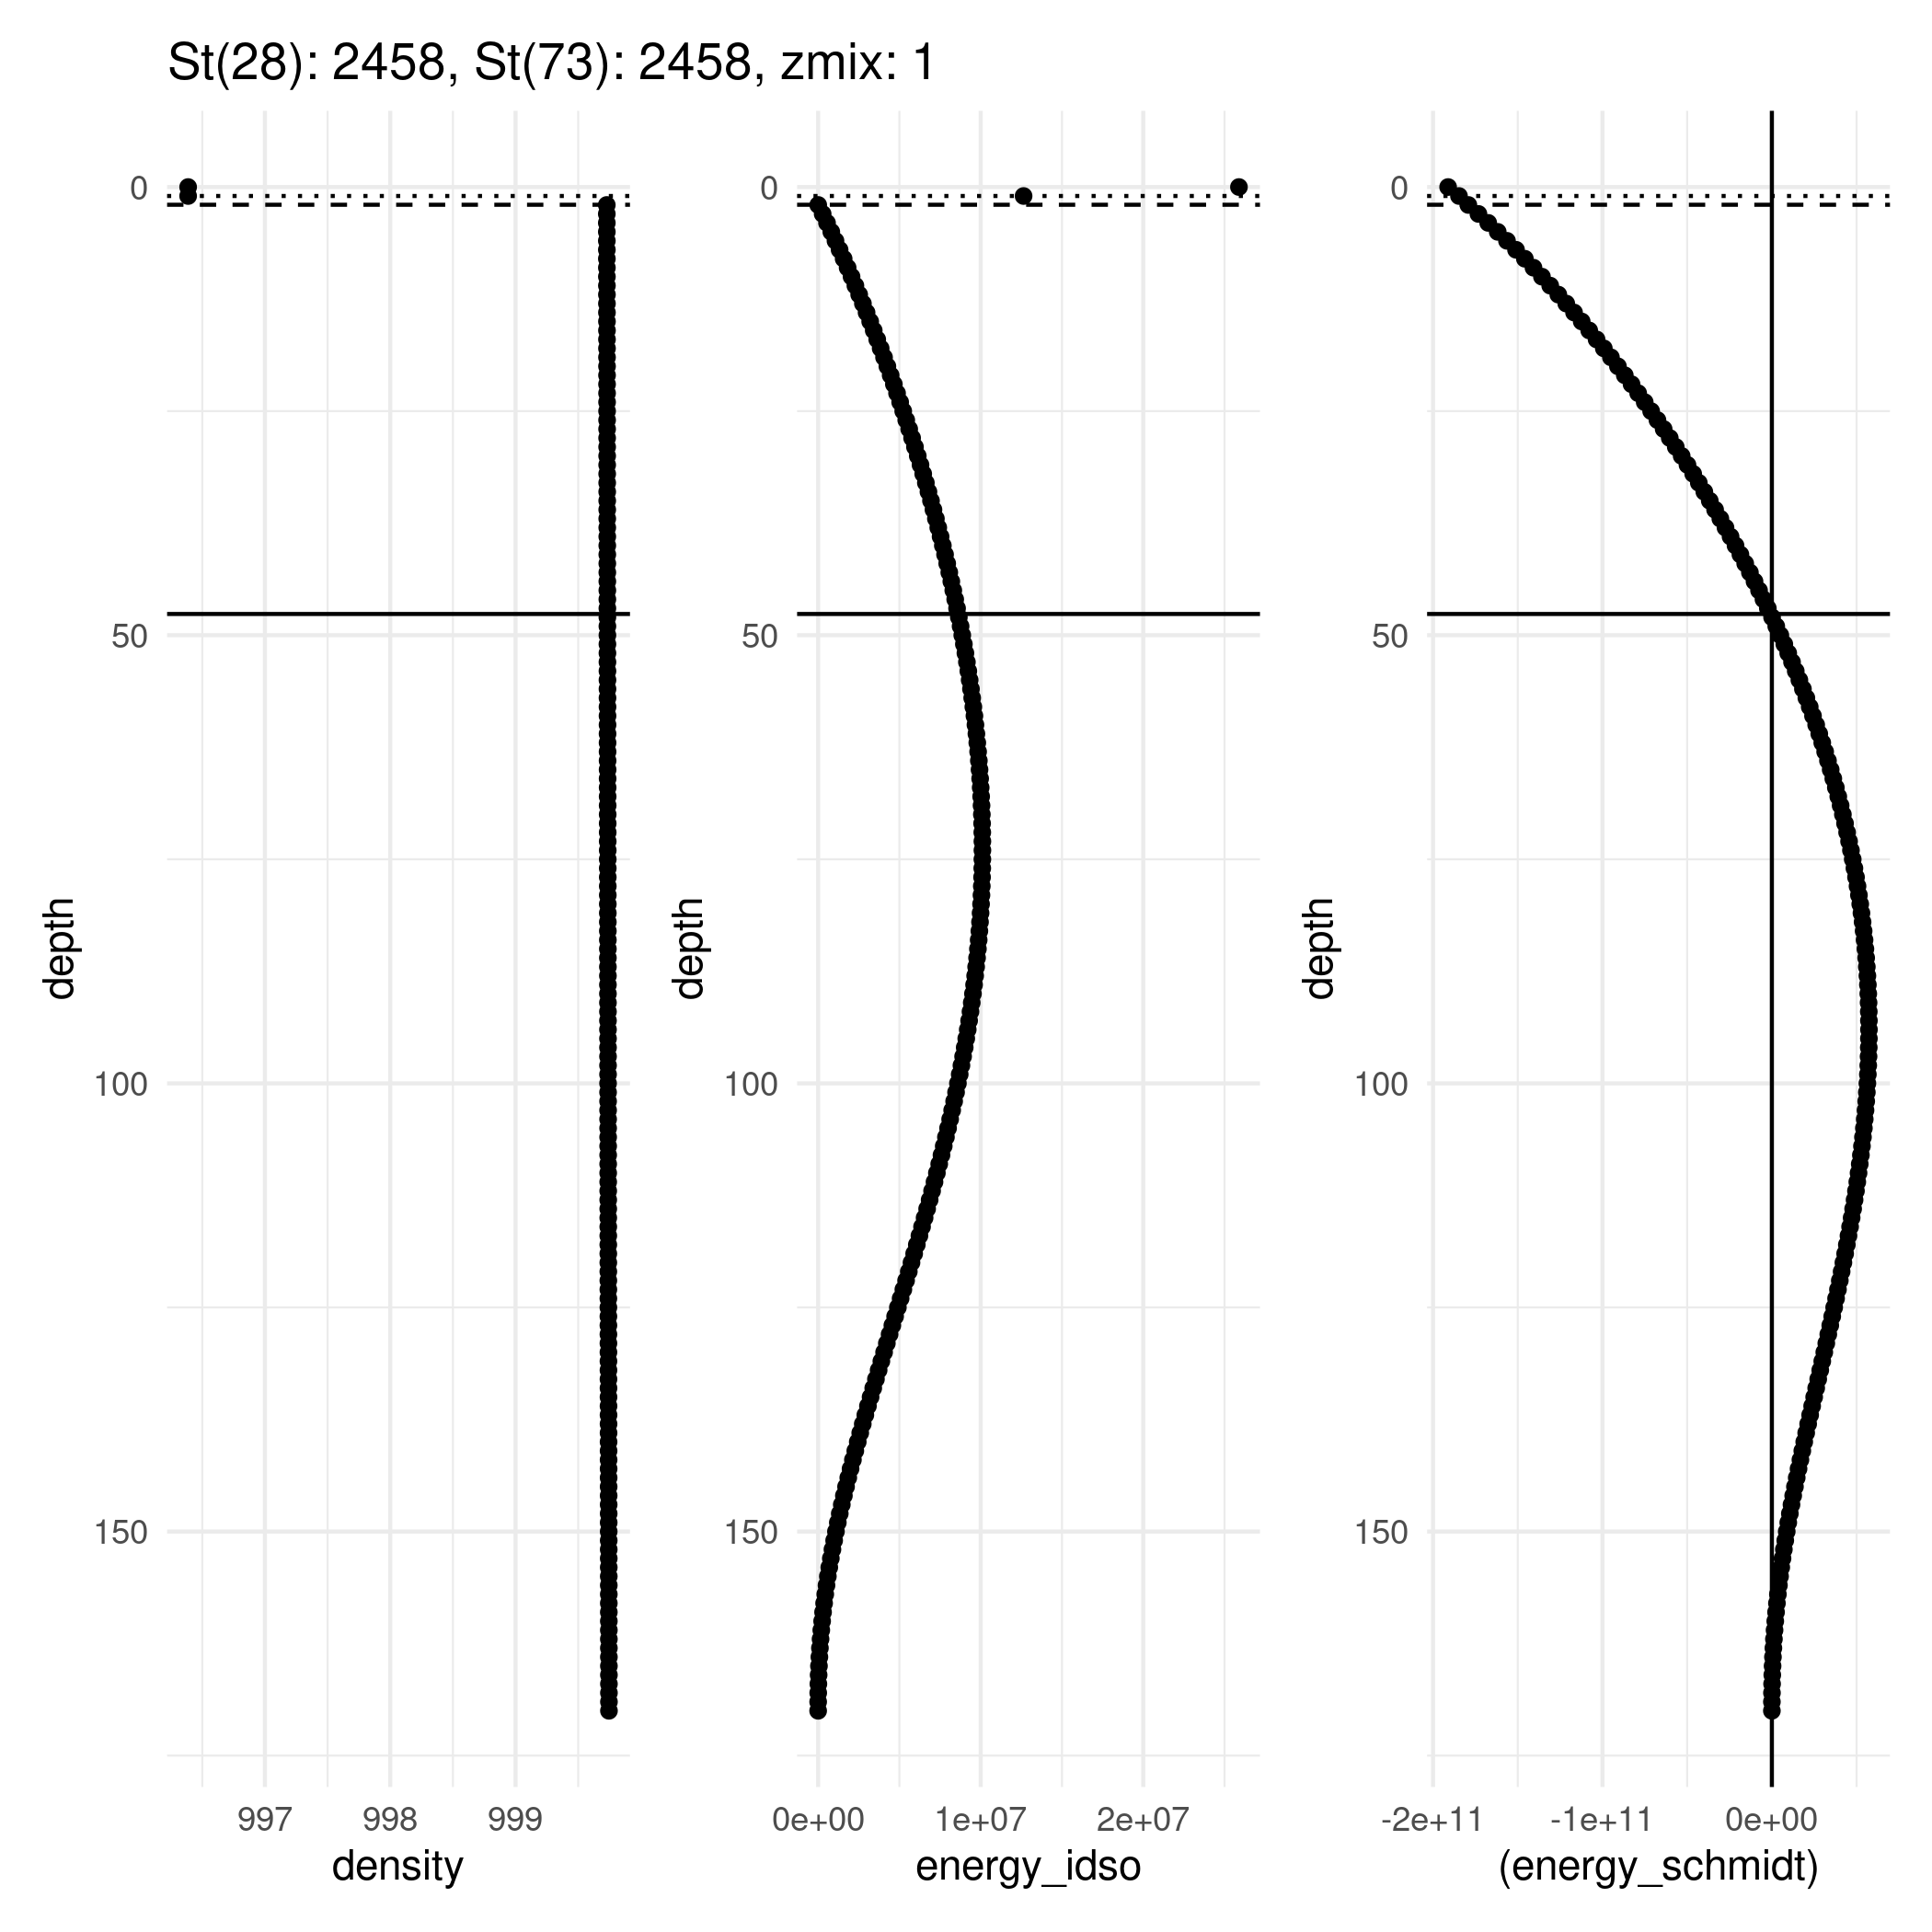 St(28): 2458, St(73): 2458, zmix: 1
depth
0
50
100
150
997 998 999
density
depth
0
50
100
150
0e+00 1e+07 2e+07
energy_idso
depth
0
50
100
150
-2e+11 -1e+11 0e+00
(energy_schmidt)